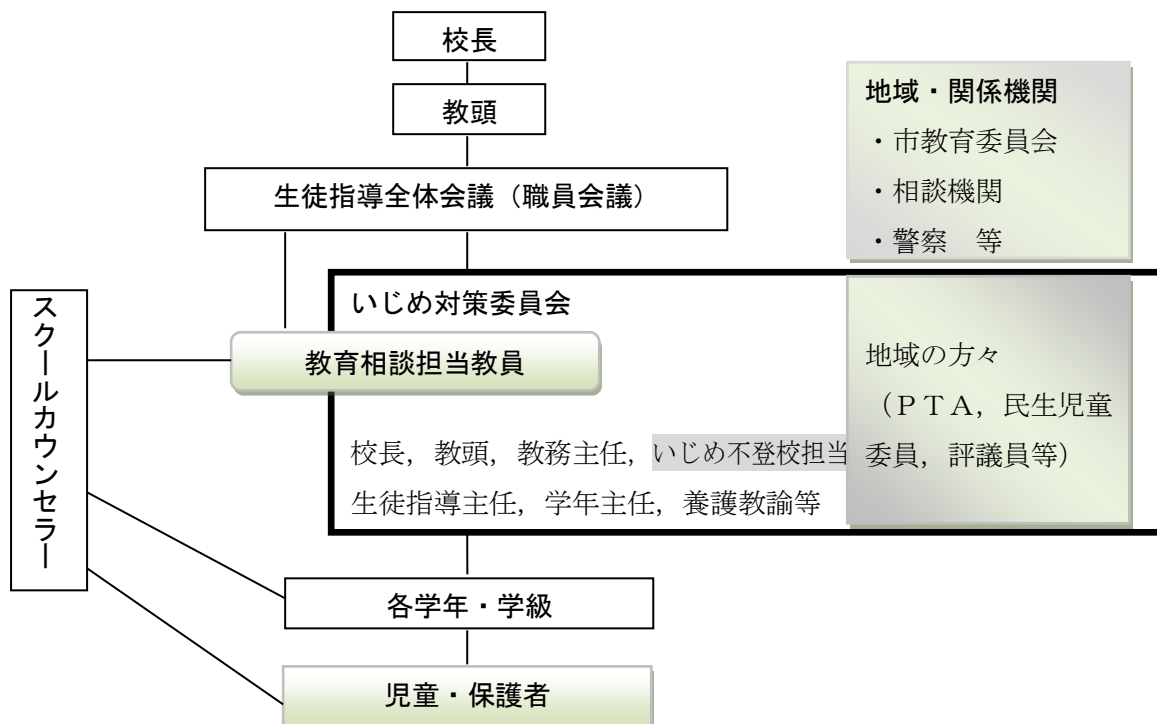 校長
教頭
生徒指導全体会議（職員会議）
地域・関係機関
・市教育委員会
・相談機関
・警察　等
スクールカウンセラー
いじめ対策委員会
教育相談担当教員
校長，教頭，教務主任，いじめ不登校担当
生徒指導主任，学年主任，養護教諭等
地域の方々
（ＰＴＡ，民生児童
委員，評議員等）
各学年・学級
児童・保護者